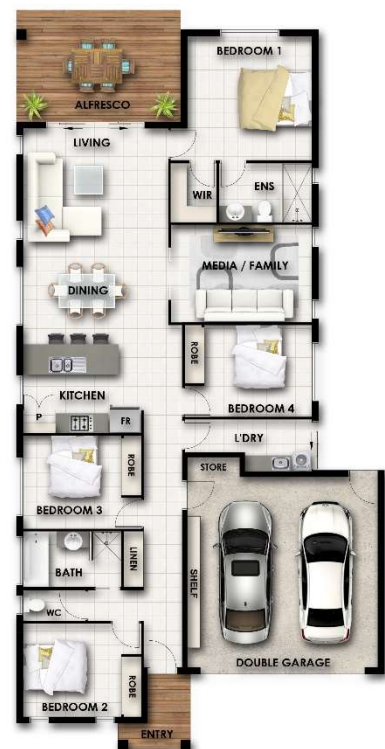 BEDROOM 1
ALFRESCO
LIVING
WIR
ENS
MEDIA / FAMILY
DINING
ROBE
KITCHEN
BEDROOM 4
P
FR
L'DRY
ROBE
STORE
BEDROOM 3
LINEN
BATH
SHELF
WC
DOUBLE GARAGE
ROBE
BEDROOM 2
ENTRY